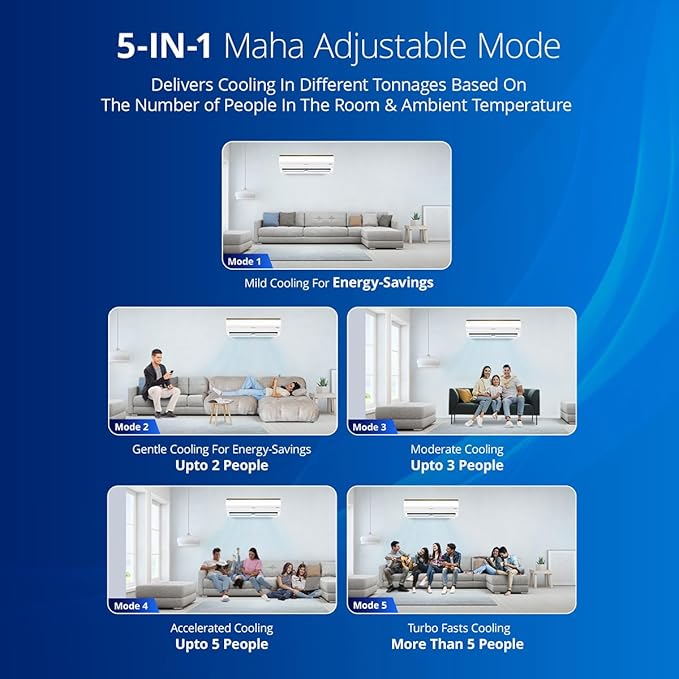 5-IN-1 Maha Adjustable Mode
Delivers Cooling In Different Tonnages Based On
The Number of People In The Room & Ambient Temperature
Mode 1
Mild Cooling For Energy-Savings
Mode 2
Gentle Cooling For Energy-Savings
Upto 2 People
Mode 3
Moderate Cooling
Upto 3 People
Mode 4
Accelerated Cooling
Upto 5 People
Mode 5
Turbo Fasts Cooling
More Than 5 People